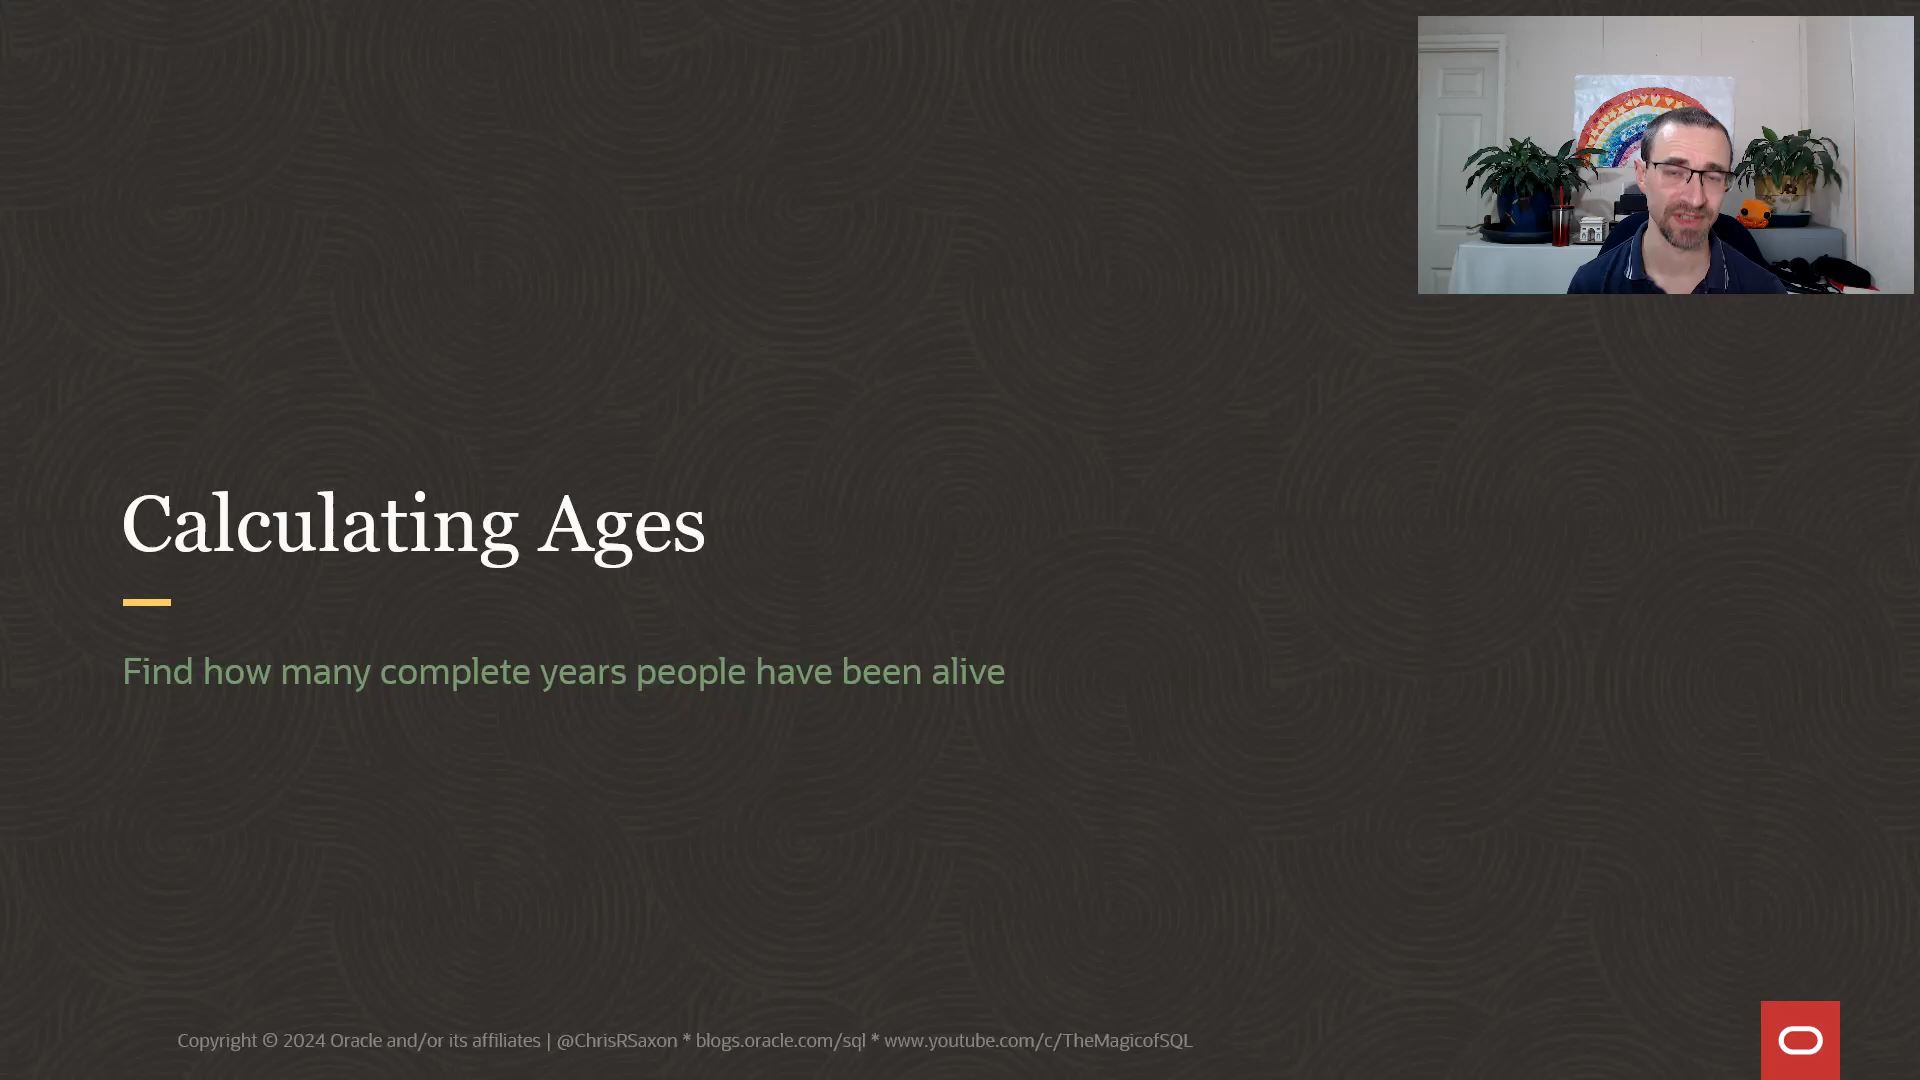 Calculating Ages
Find how many complete years people have been alive
Copyright © 2024 Oracle and/or its affiliates | @ChrisRSaxon * blogs.oracle.com/sql * www.youtube.com/c/TheMagicofSQL